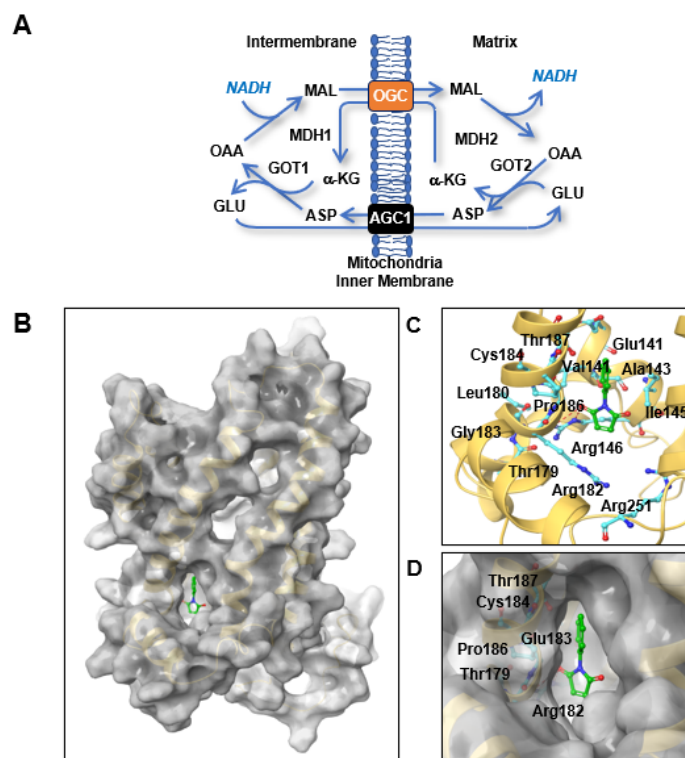 A
Intermembrane Matrix
NADH MAL OGC MAL NADH
MDH1 MDH2
OAA GOT1 α-KG α-KG GOT2 OAA
GLU ASP AGC1 ASP GLU
Mitochondria
Inner Membrane
B
C
Thr187 Glu141
Cys184 Val141 Ala143
Leu180 Pro186 Ile145
Gly183 Arg146
Thr179 Arg182 Arg251
D
Thr187
Cys184
Glu183
Pro186
Thr179
Arg182